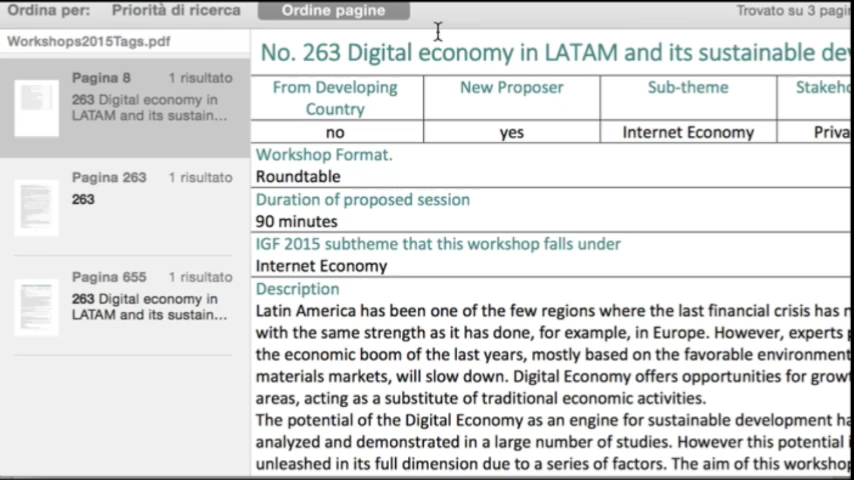 Ordina per: Priorità di ricerca Ordine pagine Trovato su 3
Workshops2015Tags.pdf
Pagina 8 1 risultato
263 Digital economy in
LATAM and its sustain...
Pagina 263 1 risultato
263
Pagina 655 1 risultato
263 Digital economy in
LATAM and its sustain...
No. 263 Digital economy in LATAM and its sustainable
From Developing Country New Proposer Sub-theme
no yes Internet Economy
Workshop Format.
Roundtable
Duration of proposed session
90 minutes
IGF 2015 subtheme that this workshop falls under
Internet Economy
Description
Latin America has been one of the few regions where the last financial crisis has
with the same strength as it has done, for example, in Europe. However, experts
the economic boom of the last years, mostly based on the favorable environment
materials markets, will slow down. Digital Economy offers opportunities for
areas, acting as a substitute of traditional economic activities.
The potential of the Digital Economy as an engine for sustainable development
analyzed and demonstrated in a large number of studies. However this potential
unleashed in its full dimension due to a series of factors. The aim of this